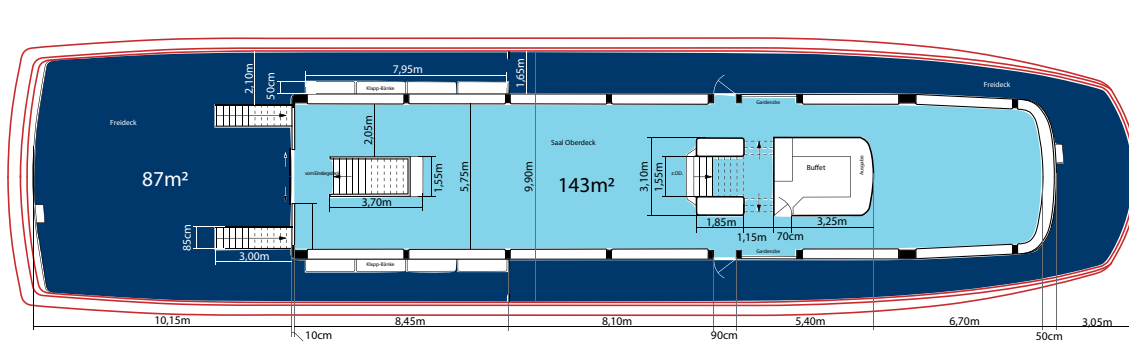 7,95m
2,10m
50cm
1,65m
Klapp-Bänke
Freideck
Freideck
Garderobe
2,05m
Saal Oberdeck
87m²
5,75m
9,90m
143m²
1,55m
3,70m
3,10m
1,55m
z.OD.
Buffet
Ausgabe
1,85m
1,15m
70cm
3,25m
85cm
3,00m
Klapp-Bänke
Garderobe
10,15m
10cm
8,45m
8,10m
90cm
5,40m
6,70m
50cm
3,05m